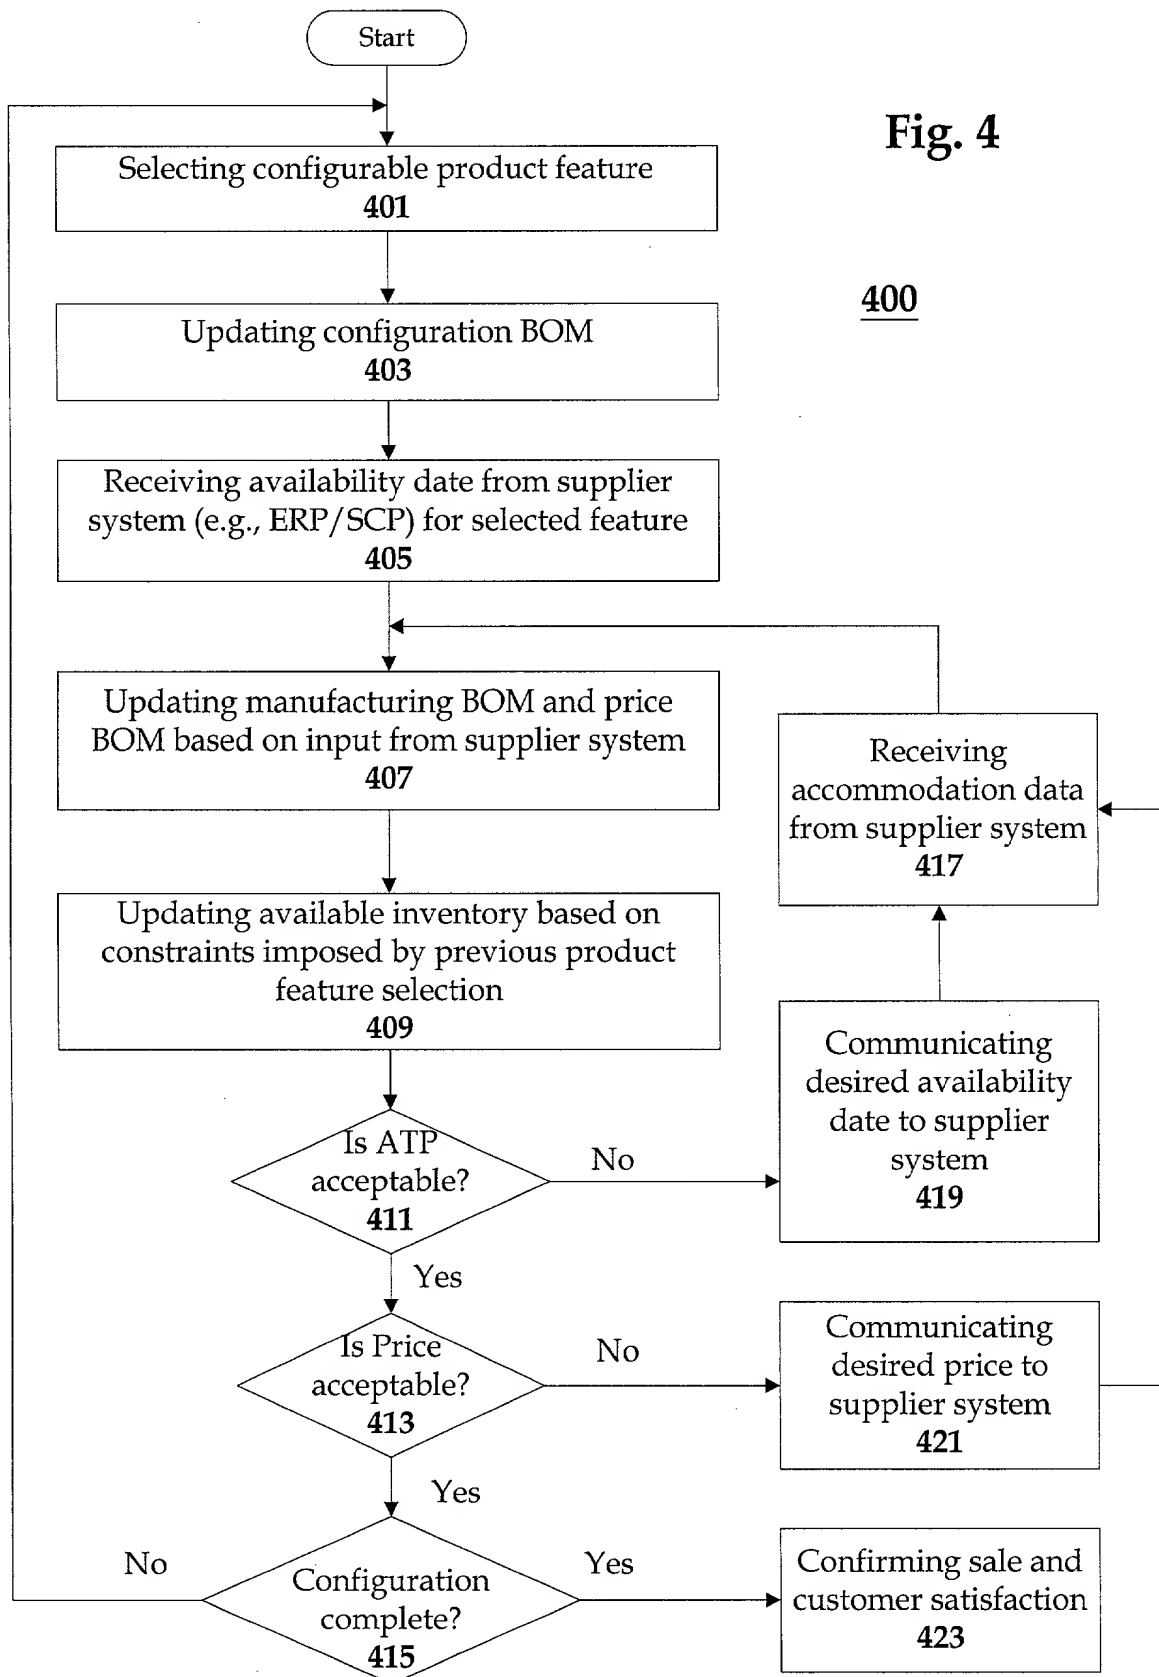 Start
Fig. 4
Selecting configurable product feature
401
400
Updating configuration BOM
403
Receiving availability date from supplier
system (e.g., ERP/SCP) for selected feature
405
Updating manufacturing BOM and price
BOM based on input from supplier system
407
Receiving
accommodation data
from supplier system
417
Updating available inventory based on
constraints imposed by previous product
feature selection
409
Communicating
desired availability
date to supplier
system
419
Is ATP
acceptable?
411
No
Yes
Is Price
acceptable?
413
No
Communicating
desired price to
supplier system
421
Yes
Configuration
complete?
415
No
Yes
Confirming sale and
customer satisfaction
423